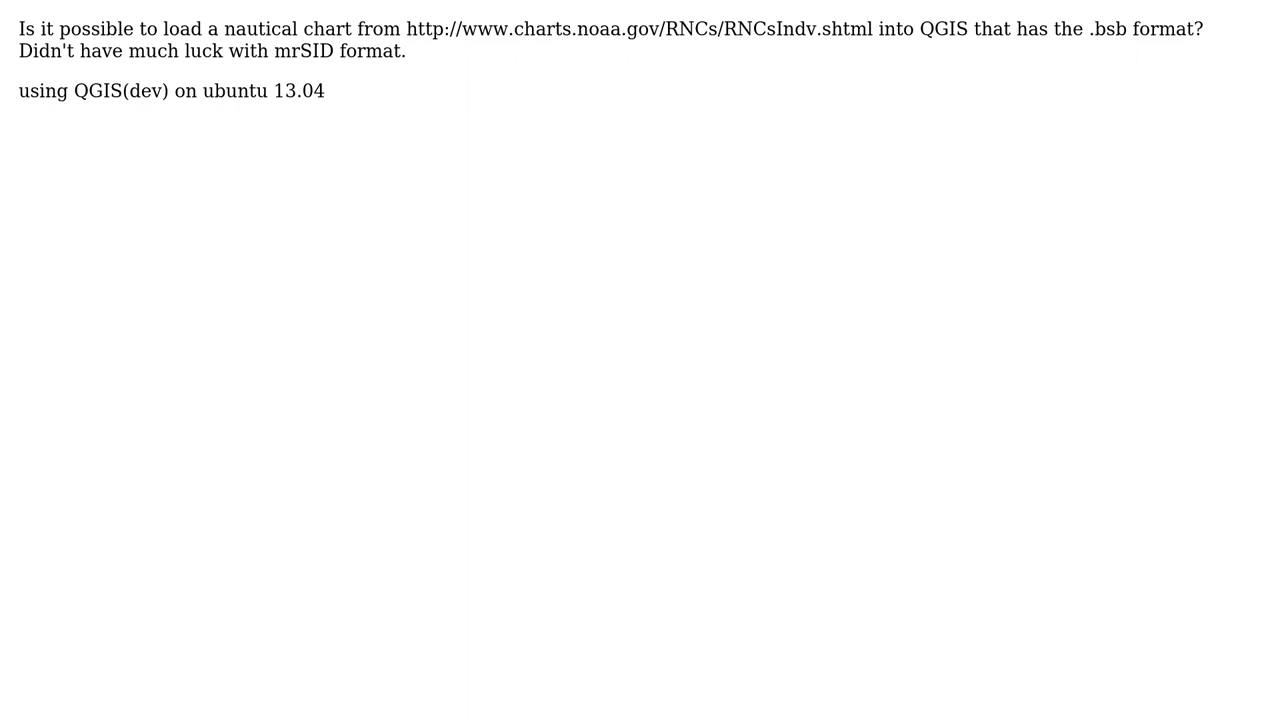 Is it possible to load a nautical chart from http://www.charts.noaa.gov/RNCs/RNCsIndv.shtml into QGIS that has the .bsb format?
Didn't have much luck with mrSID format.
using QGIS(dev) on ubuntu 13.04